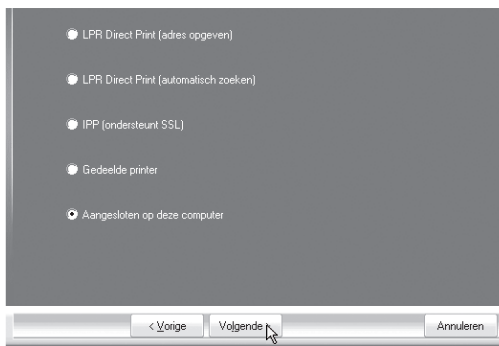 LPR Direct Print (adres opgeven)
LPR Direct Print (automatisch zoeken)
IPP (ondersteunt SSL)
Gedeelde printer
Aangesloten op deze computer
< Vorige Volgende > Annuleren